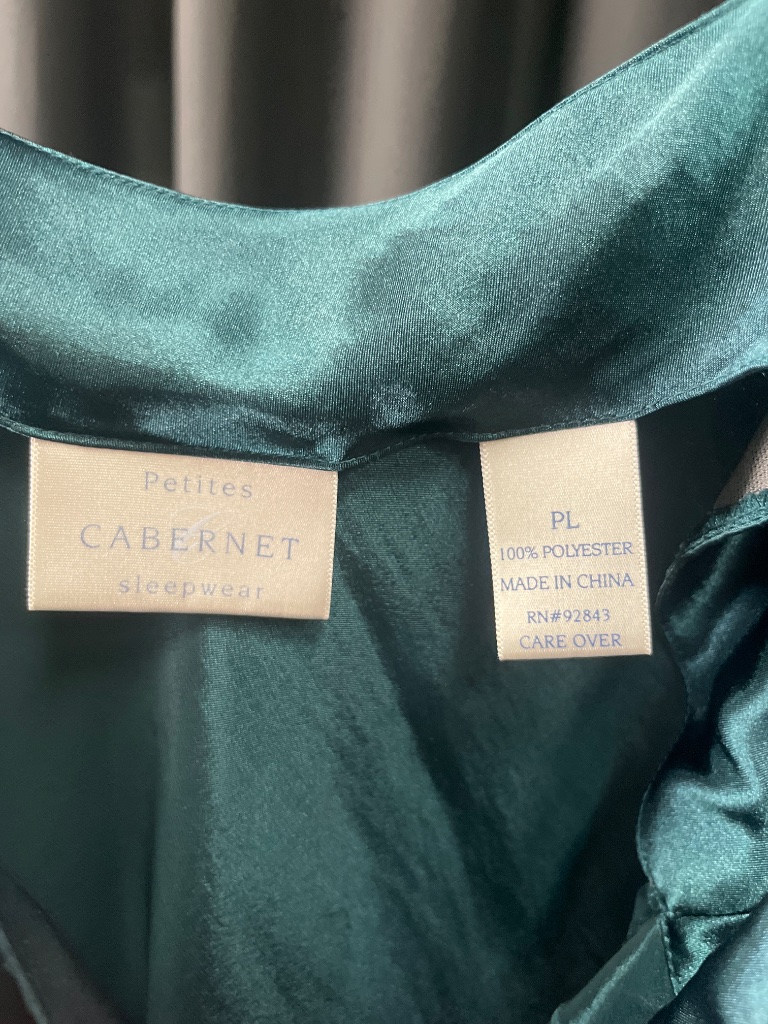 Petites
CABERNET
sleepwear
PL
100% POLYESTER
MADE IN CHINA
RN#92843
CARE OVER